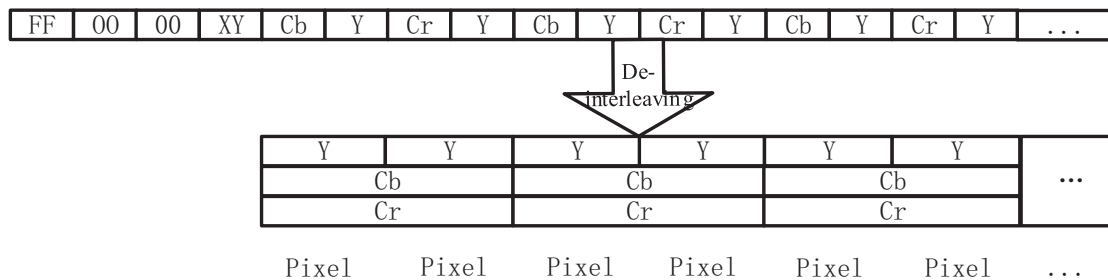 FF 00 00 XY Cb Y Cr Y Cb Y Cr Y Cb Y Cr Y ...
De-
interleaving
Y Y Y Y Y Y
Cb Cb Cb ...
Cr Cr Cr
Pixel Pixel Pixel Pixel Pixel Pixel ...